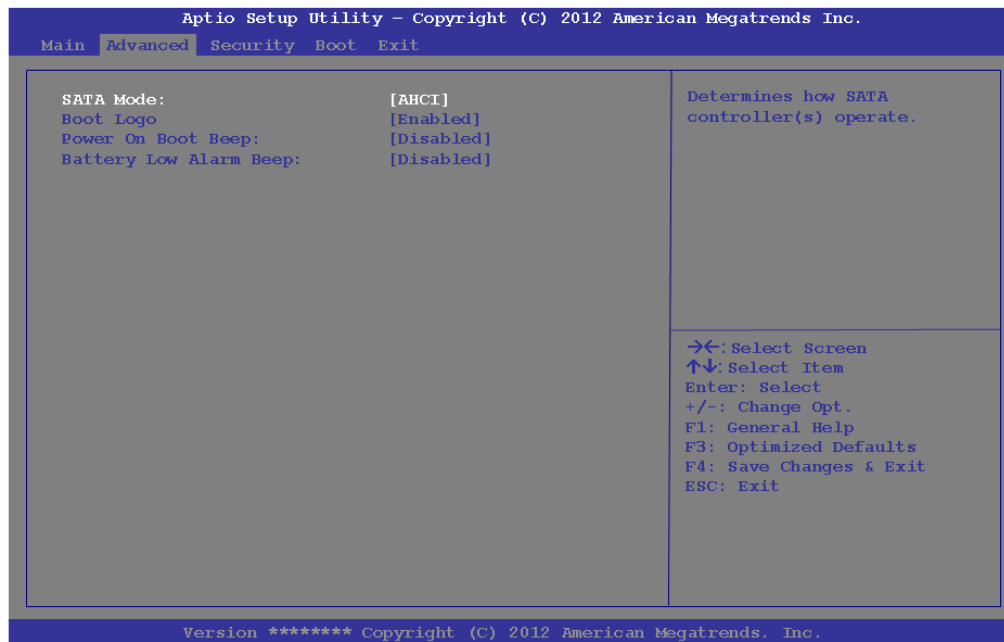 Aptio Setup Utility – Copyright (C) 2012 American Megatrends Inc.
Main Advanced Security Boot Exit
SATA Mode: [AHCI]
Boot Logo [Enabled]
Power On Boot Beep: [Disabled]
Battery Low Alarm Beep: [Disabled]
Determines how SATA
controller(s) operate.
→←: Select Screen
↑↓: Select Item
Enter: Select
+/-: Change Opt.
F1: General Help
F3: Optimized Defaults
F4: Save Changes & Exit
ESC: Exit
Version ******** Copyright (C) 2012 American Megatrends. Inc.